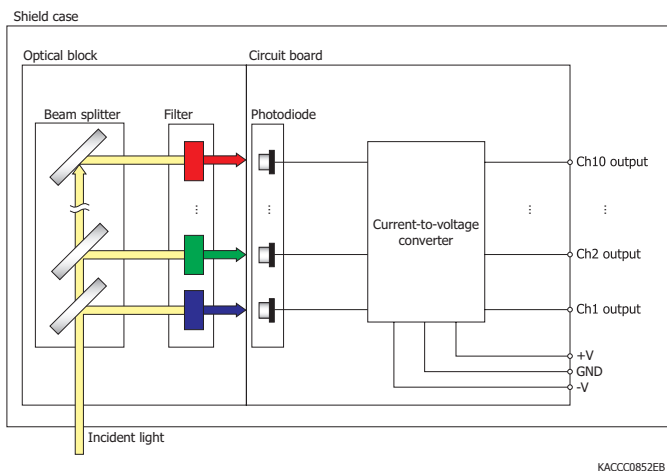 Shield case
Optical block
Circuit board
Beam splitter
Filter
Photodiode
Ch10 output
...
...
...
...
Current-to-voltage
converter
Ch2 output
Ch1 output
+V
GND
-V
Incident light
KACCC0852EB